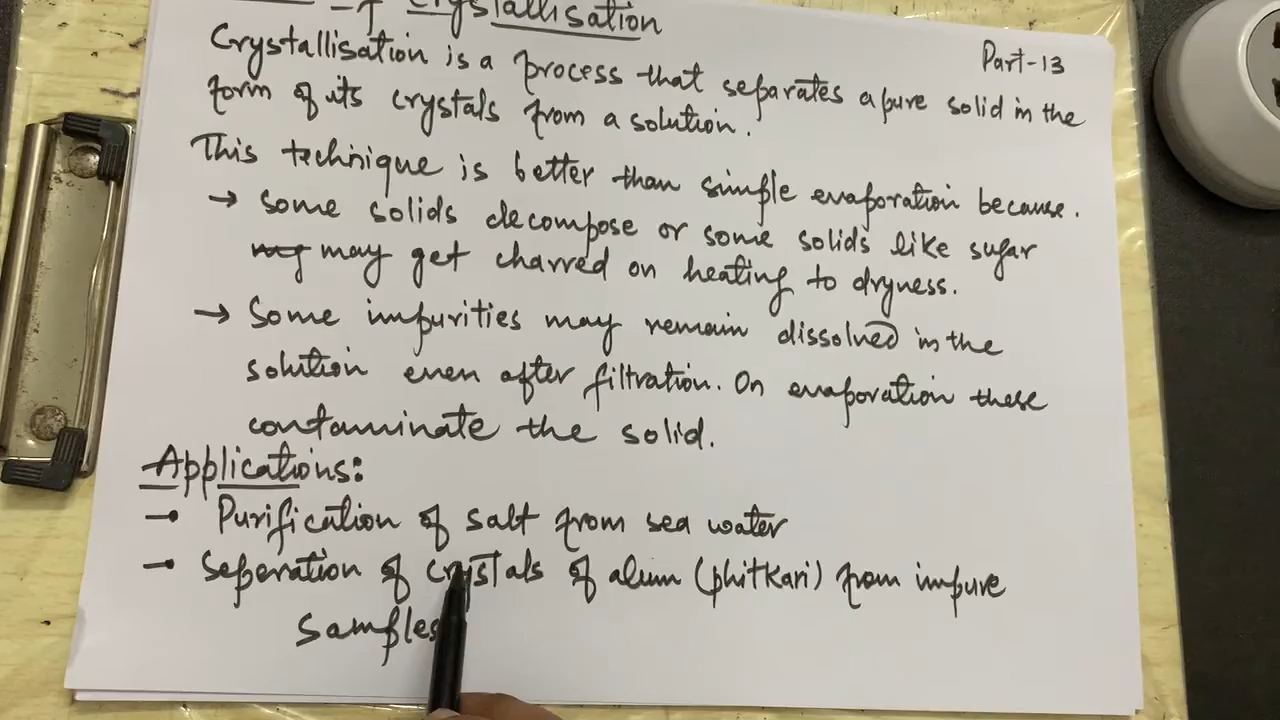 Crystallisation
Part-13
Crystallisation is a process that separates a pure solid in the
form of its crystals from a solution.
This technique is better than simple evaporation because.
→ Some solids decompose or some solids like sugar
may get charred on heating to dryness.
→ Some impurities may remain dissolved in the
solution even after filtration. On evaporation these
contaminate the solid.
Applications:
→ Purification of salt from sea water
→ Seperation of crystals of alum (phitkari) from impure
samples